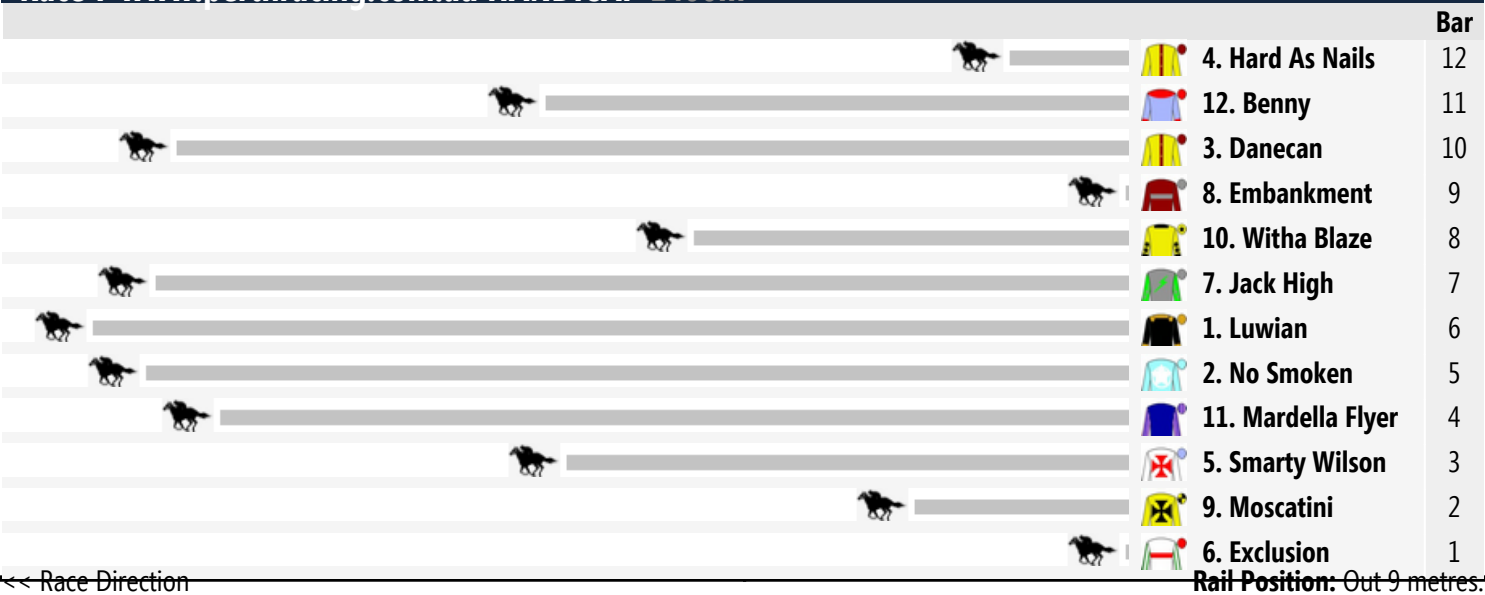 Bar
4. Hard As Nails 12
12. Benny 11
3. Danecan 10
8. Embankment 9
10. Witha Blaze 8
7. Jack High 7
1. Luwian 6
2. No Smoken 5
11. Mardella Flyer 4
5. Smarty Wilson 3
9. Moscatini 2
6. Exclusion 1
<< Race Direction Rail Position: Out 9 metres.